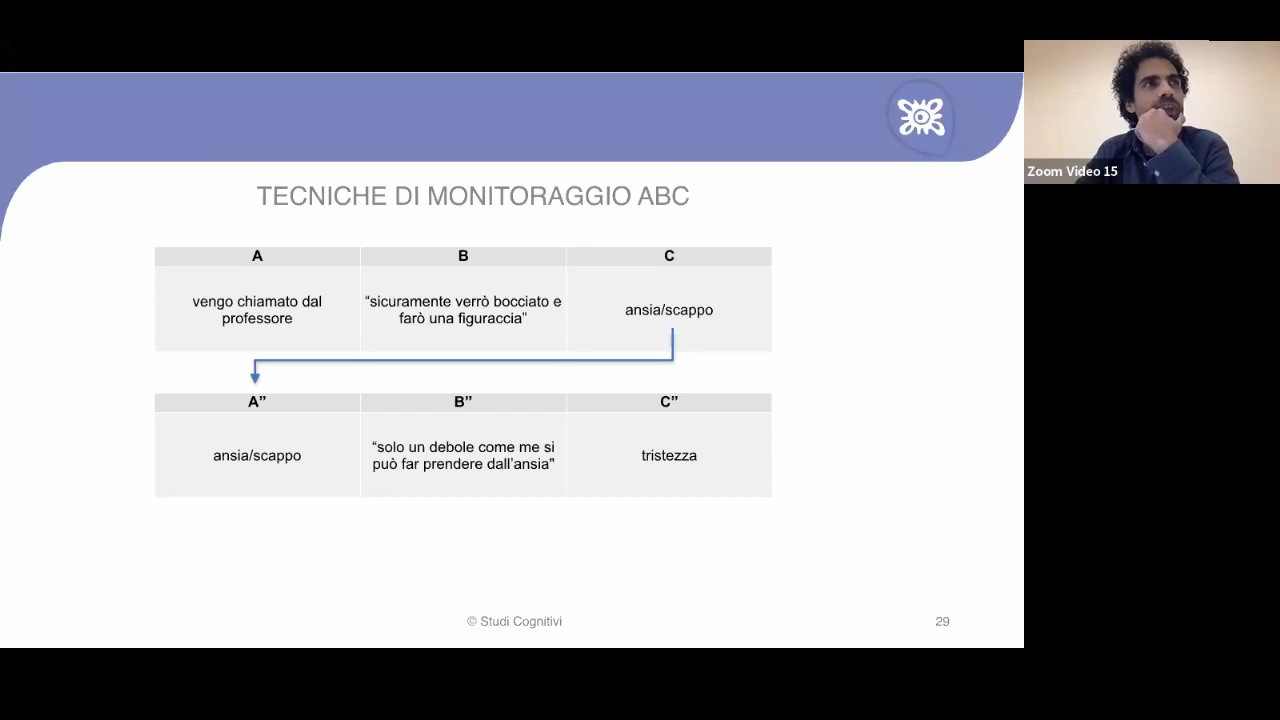 TECNICHE DI MONITORAGGIO ABC
A B C
vengo chiamato dal
professore
“sicuramente verrò bocciato e
farò una figuraccia”
ansia/scappo
A” B” C”
ansia/scappo
“solo un debole come me si
può far prendere dall’ansia"
tristezza
© Studi Cognitivi
29
Zoom Video 15